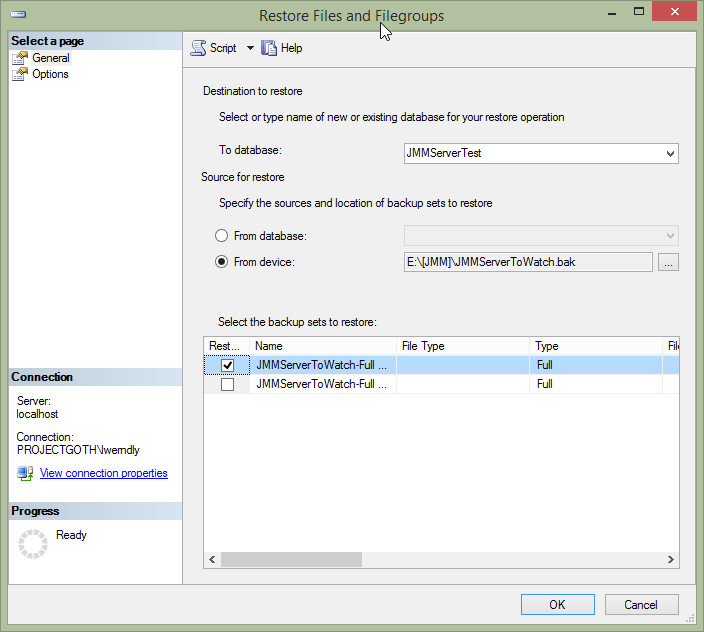 Restore Files and Filegroups
Select a page
General
Options
Script
Help
Destination to restore
Select or type name of new or existing database for your restore operation
To database:
JMMServerTest
Source for restore
Specify the sources and location of backup sets to restore
From database:
From device:
E:\[JMM]\JMMServerToWatch.bak
...
Select the backup sets to restore:
Rest... Name File Type Type Fil
JMMServerToWatch-Full ... Full
JMMServerToWatch-Full ... Full
Connection
Server:
localhost
Connection:
PROJECTGOTH\lwerndly
View connection properties
Progress
Ready
OK
Cancel